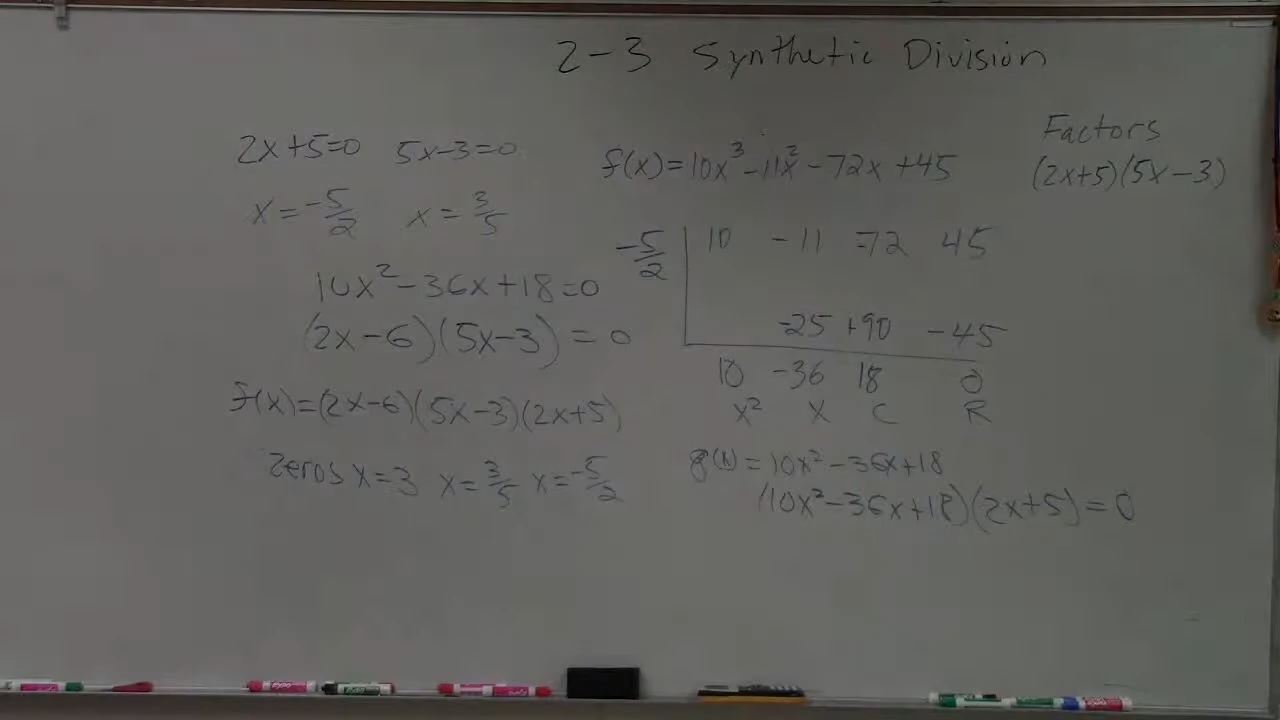 2-3 Synthetic Division
2x+5=0 5x-3=0
x = -5/2 x = 3/5
10x²-36x+18=0
(2x-6)(5x-3) = 0
f(x)=(2x-6)(5x-3)(2x+5)
zeros x=3 x=3/5 x=-5/2
f(x)=10x³-11x²-72x+45
-5/2 10 -11 -72 45
-25 +90 -45
10 -36 18 0
x² x C R
g(x)=10x²-36x+18
(10x²-36x+18)(2x+5)=0
Factors
(2x+5)(5x-3)